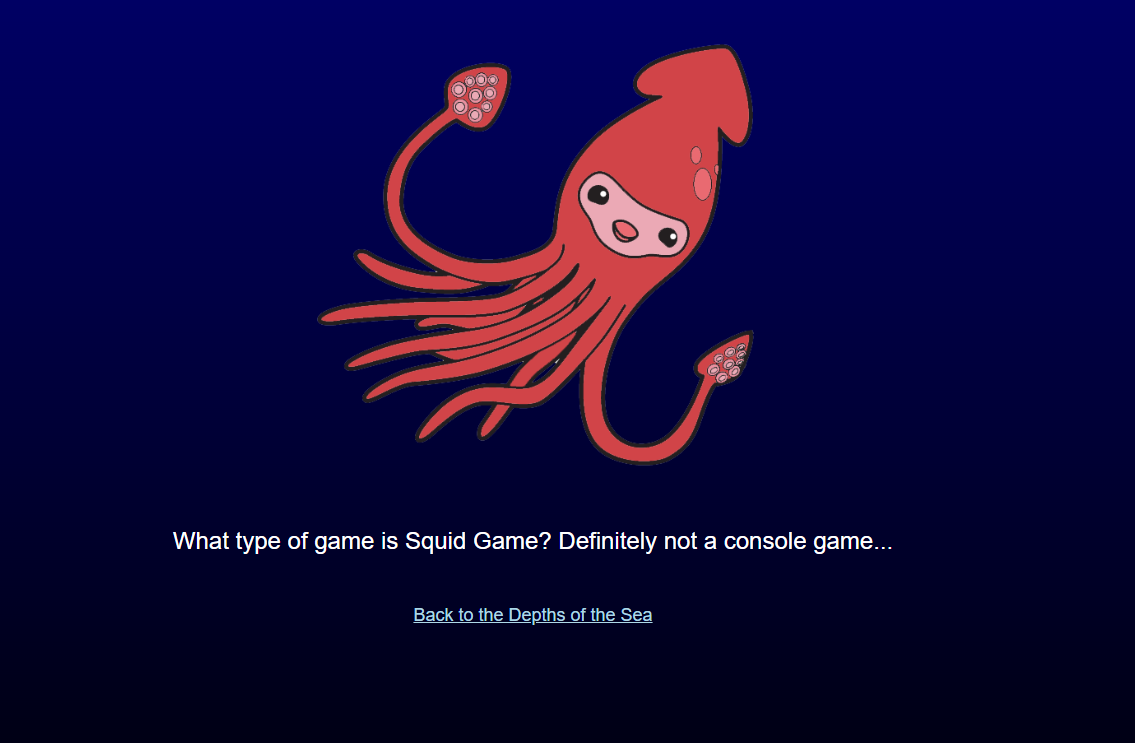 What type of game is Squid Game? Definitely not a console game...
Back to the Depths of the Sea